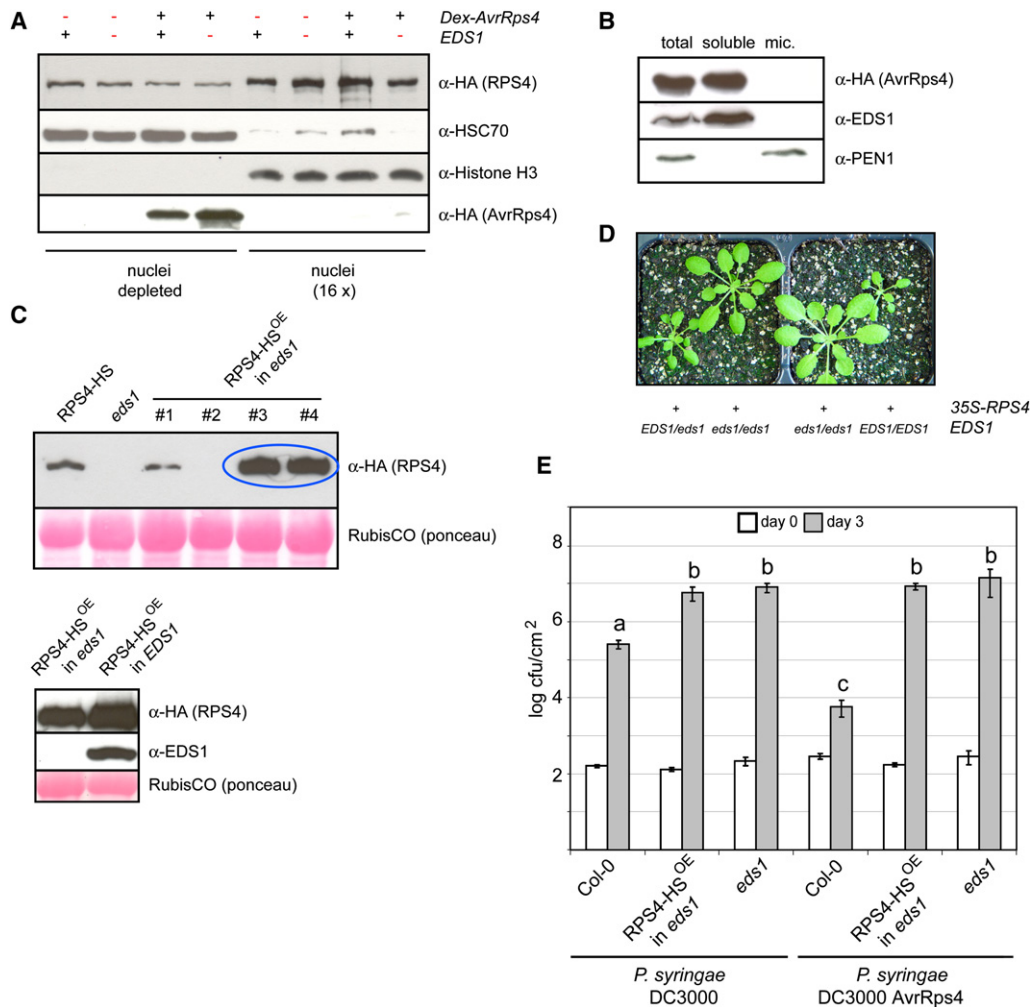 A
- - + + - - + + Dex-AvrRps4
+ - + - + - + - EDS1
α-HA (RPS4)
α-HSC70
α-Histone H3
α-HA (AvrRps4)
nuclei
depleted
nuclei
(16 x)
B
total soluble mic.
α-HA (AvrRps4)
α-EDS1
α-PEN1
C
RPS4-HS
eds1
RPS4-HS^OE
in eds1
#1 #2 #3 #4
α-HA (RPS4)
RubisCO (ponceau)
RPS4-HS^OE
in eds1
RPS4-HS^OE
in EDS1
α-HA (RPS4)
α-EDS1
RubisCO (ponceau)
D
+ + + + 35S-RPS4
EDS1/eds1 eds1/eds1 eds1/eds1 EDS1/EDS1 EDS1
E
day 0 day 3
log cfu/cm²
8
6
4
2
a
b
b
c
b
b
Col-0
RPS4-HS^OE
in eds1
eds1
Col-0
RPS4-HS^OE
in eds1
eds1
P. syringae
DC3000
P. syringae
DC3000 AvrRps4